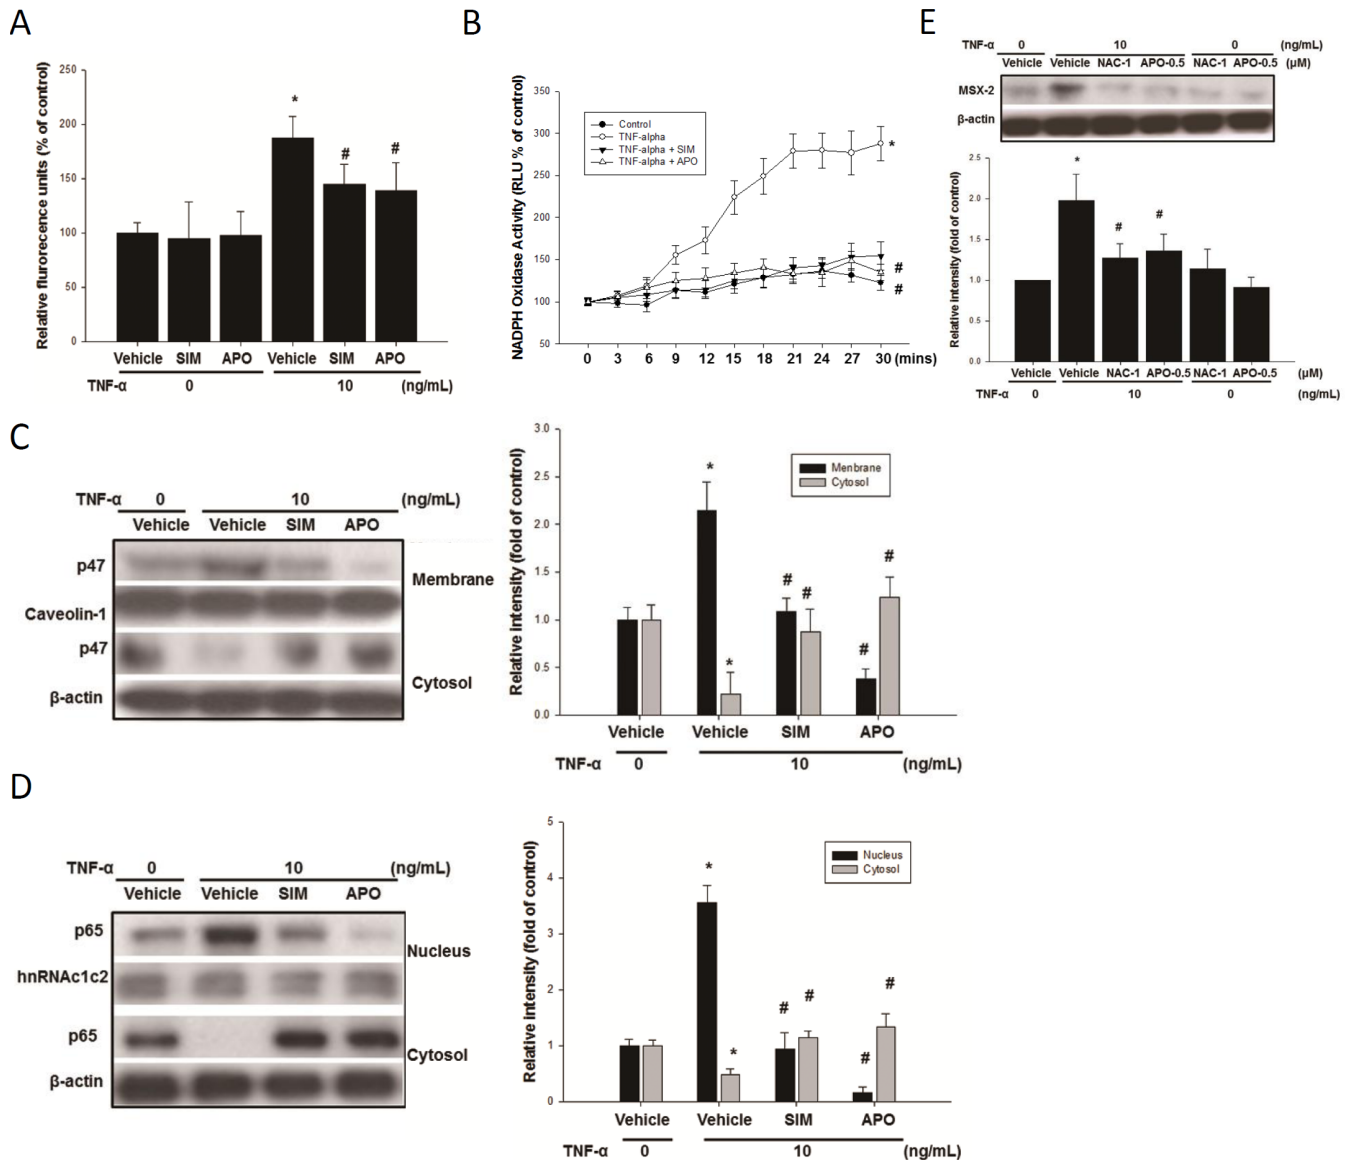 A
Relative flrurorecence units (% of control)
250
200
150
100
50
0
*
#
#
Vehicle SIM APO Vehicle SIM APO
TNF-α 0 10 (ng/mL)
B
NADPH Oxidase Activity (RLU % of control)
350
300
250
200
150
100
50
Control
TNF-alpha
TNF-alpha + SIM
TNF-alpha + APO
*
#
#
0 3 6 9 12 15 18 21 24 27 30 (mins)
E
TNF-α 0 10 0 (ng/mL)
Vehicle Vehicle NAC-1 APO-0.5 NAC-1 APO-0.5 (μM)
MSX-2
β-actin
Relative intensity (fold of control)
2.5
2.0
1.5
1.0
0.5
0.0
*
#
#
Vehicle Vehicle NAC-1 APO-0.5 NAC-1 APO-0.5 (μM)
TNF-α 0 10 0 (ng/mL)
C
TNF-α 0 10 (ng/mL)
Vehicle Vehicle SIM APO
p47
Membrane
Caveolin-1
p47
Cytosol
β-actin
Relative intensity (fold of control)
3.0
2.5
2.0
1.5
1.0
0.5
0.0
Menbrane
Cytosol
*
*
#
#
#
#
Vehicle Vehicle SIM APO
TNF-α 0 10 (ng/mL)
D
TNF-α 0 10 (ng/mL)
Vehicle Vehicle SIM APO
p65
Nucleus
hnRNAc1c2
p65
Cytosol
β-actin
Relative intensity (fold of control)
5
4
3
2
1
0
Nucleus
Cytosol
*
*
#
#
#
#
Vehicle Vehicle SIM APO
TNF-α 0 10 (ng/mL)